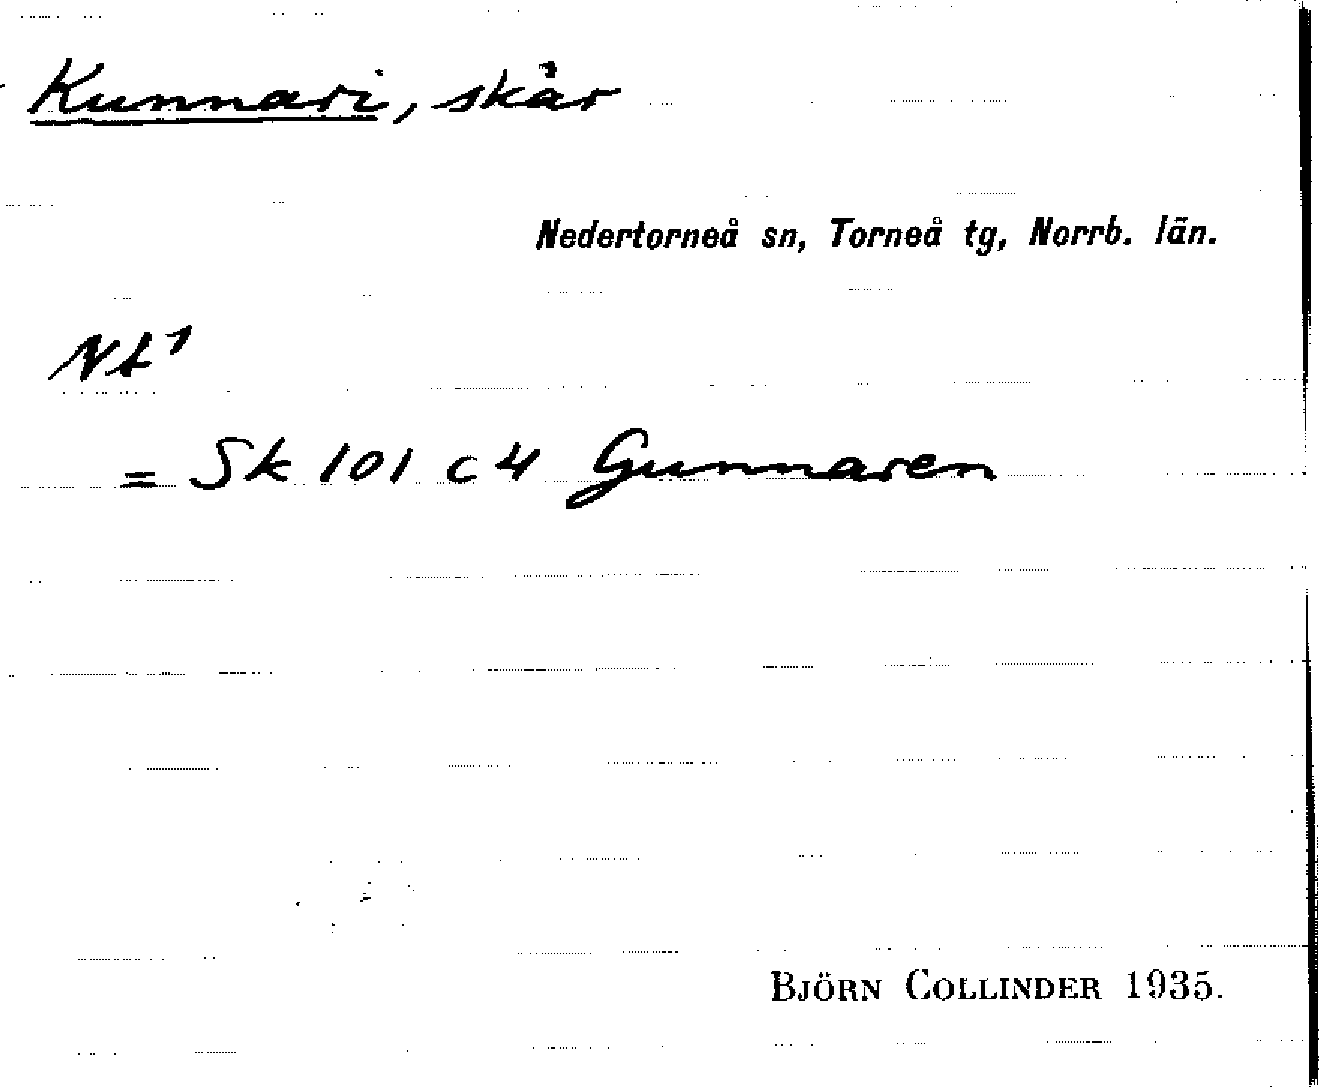 Kunnari, skär
Nedertorneå sn, Torneå tg, Norrb. län.
Nt¹
= Sk 101 c4 Gunnaren
BJÖRN COLLINDER 1935.